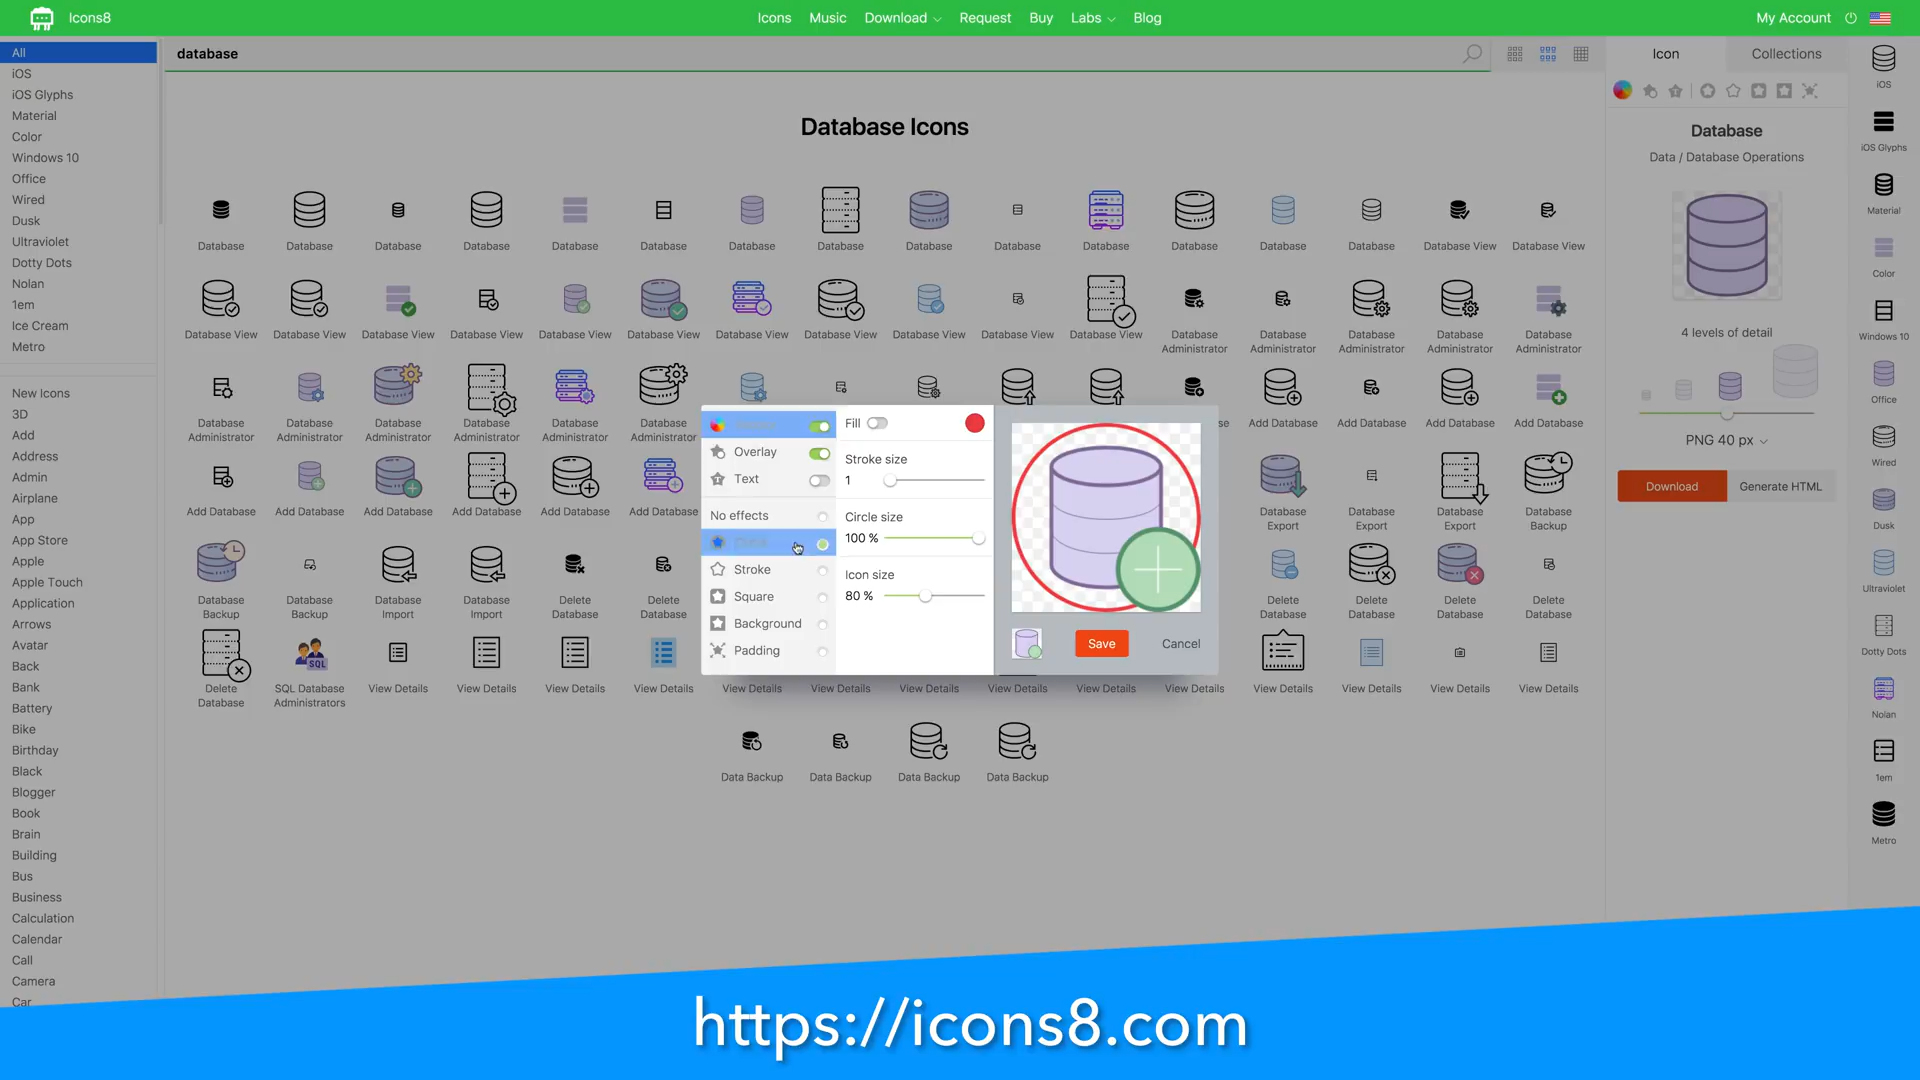 Icons8
Icons
Music
Download
Request
Buy
Labs
Blog
My Account
All
iOS
iOS Glyphs
Material
Color
Windows 10
Office
Wired
Dusk
Ultraviolet
Dotty Dots
Nolan
1em
Ice Cream
Metro
New Icons
3D
Add
Address
Admin
Airplane
App
App Store
Apple
Apple Touch
Application
Arrows
Avatar
Back
Bank
Battery
Bike
Birthday
Black
Blogger
Book
Brain
Building
Bus
Business
Calculation
Calendar
Call
Camera
Car
database
Database Icons
Database
Database
Database
Database
Database
Database
Database
Database
Database
Database
Database
Database
Database
Database
Database View
Database View
Database View
Database View
Database View
Database View
Database View
Database View
Database View
Database View
Database View
Database View
Database View
Database
Administrator
Database
Administrator
Database
Administrator
Database
Administrator
Database
Administrator
Database
Administrator
Database
Administrator
Database
Administrator
Database
Administrator
Database
Administrator
Database
Administrator
Add Database
Add Database
Add Database
Add Database
Add Database
Add Database
Add Database
Add Database
Add Database
Add Database
Database
Export
Database
Export
Database
Export
Database
Backup
Database
Backup
Database
Backup
Database
Import
Database
Import
Delete
Database
Delete
Database
Delete
Database
Delete
Database
Delete
Database
Delete
Database
Delete
Database
SQL
SQL Database
Administrators
View Details
View Details
View Details
View Details
View Details
View Details
View Details
View Details
View Details
View Details
View Details
View Details
View Details
View Details
Data Backup
Data Backup
Data Backup
Data Backup
Overlay
Text
No effects
Stroke
Square
Background
Padding
Fill
Stroke size
1
Circle size
100 %
Icon size
80 %
Save
Cancel
Icon
Collections
Database
Data / Database Operations
4 levels of detail
PNG 40 px
Download
Generate HTML
iOS
iOS Glyphs
Material
Color
Windows 10
Office
Wired
Dusk
Ultraviolet
Dotty Dots
Nolan
1em
Metro
https://icons8.com